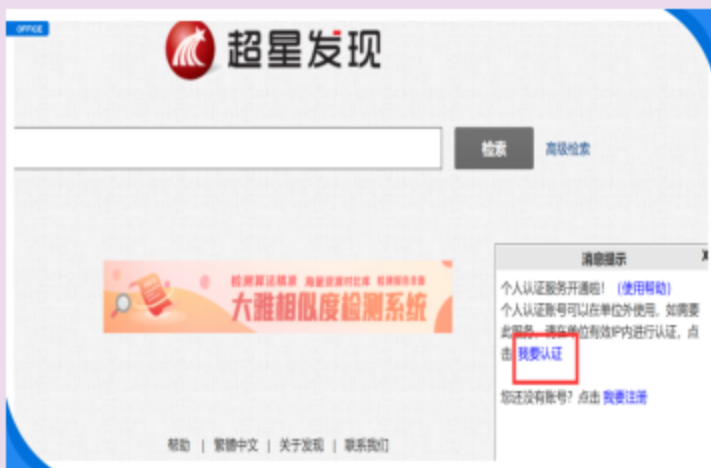 OFFICE
超星发现
检索
高级检索
消息提示
X
个人认证服务开通啦！（使用帮助）
个人认证账号可以在单位外使用，如需要
此服务，请在单位有效IP内进行认证，点
击 我要认证
您还没有账号？点击 我要注册
检测算法精准 海量资源对比库 检测报告多角
大雅相似度检测系统
帮助 | 繁體中文 | 关于发现 | 联系我们